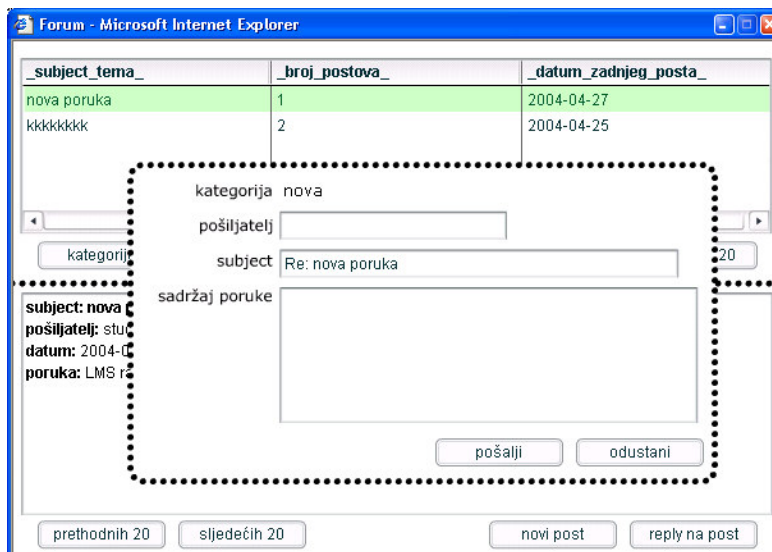 Forum - Microsoft Internet Explorer
_subject_tema_ _broj_postova_ _datum_zadnjeg_posta_
nova poruka 1 2004-04-27
kkkkkkkk 2 2004-04-25
kategorija nova
pošiljatelj
20
subject Re: nova poruka
sadržaj poruke
subject: nova
pošiljatelj:
datum:
poruka: LMS
pošalji odustani
prethodnih 20 sljedećih 20 novi post reply na post